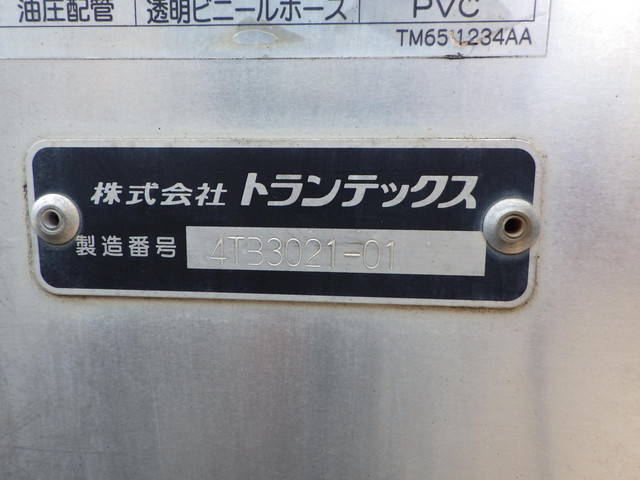 油圧配管 透明ビニールホース PVC
TM6511234AA
株式会社 トランテックス
製造番号 4TB3021-01